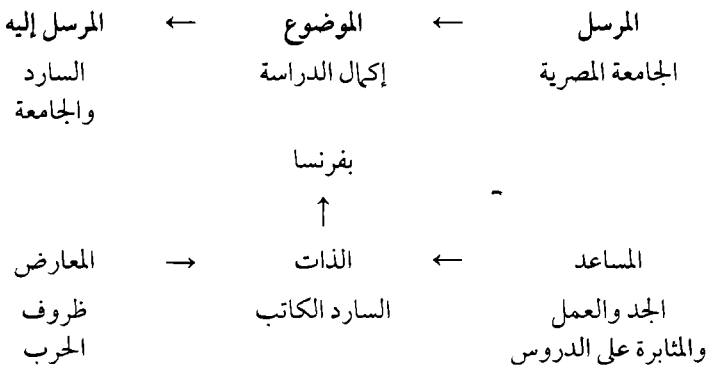 المرسل ← الموضوع ← المرسل إليه
الجامعة المصرية إكمال الدراسة السارد
والجامعة
بفرنسا
↑
المساعد ← الذات → المعارض
الجد والعمل السارد الكاتب ظروف
والمثابرة على الدروس الحرب